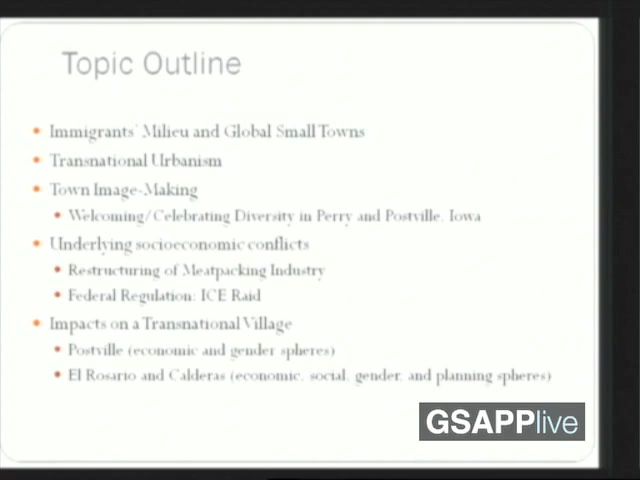 Topic Outline
Immigrants' Milieu and Global Small Towns
Transnational Urbanism
Town Image-Making
Welcoming/Celebrating Diversity in Perry and Postville, Iowa
Underlying socioeconomic conflicts
Restructuring of Meatpacking Industry
Federal Regulation: ICE Raid
Impacts on a Transnational Village
Postville (economic and gender spheres)
El Rosario and Calderas (economic, social, gender, and planning spheres)
GSAPPlive